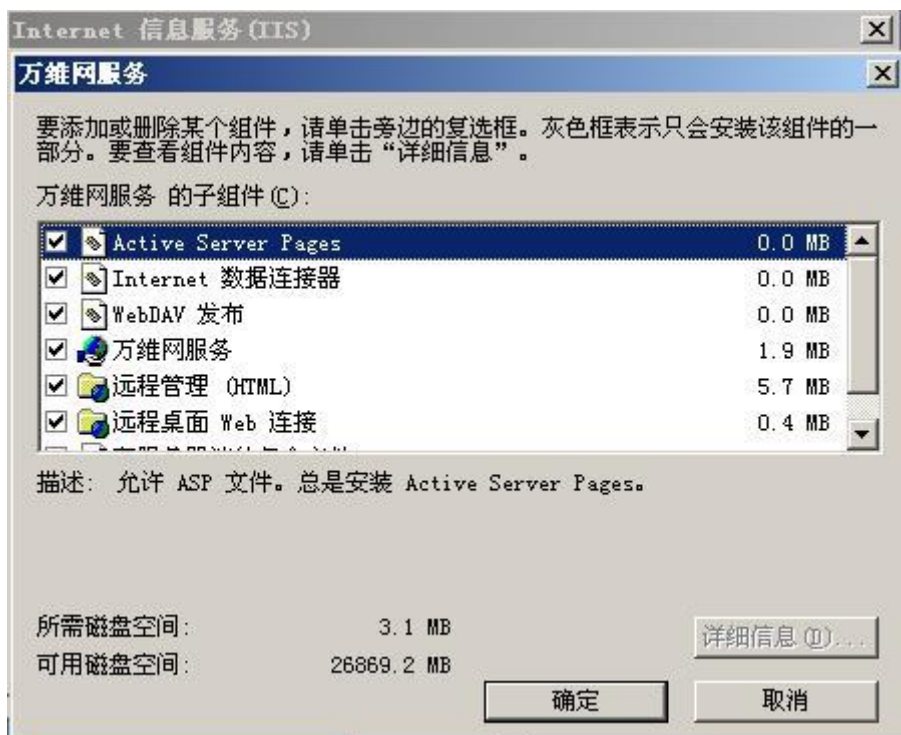 Internet 信息服务(IIS)
万维网服务
要添加或删除某个组件，请单击旁边的复选框。灰色框表示只会安装该组件的一
部分。要查看组件内容，请单击“详细信息”。
万维网服务 的子组件(C):
Active Server Pages 0.0 MB
Internet 数据连接器 0.0 MB
WebDAV 发布 0.0 MB
万维网服务 1.9 MB
远程管理 (HTML) 5.7 MB
远程桌面 Web 连接 0.4 MB
描述: 允许 ASP 文件。总是安装 Active Server Pages。
所需磁盘空间: 3.1 MB
详细信息(D)...
可用磁盘空间: 26869.2 MB
确定 取消